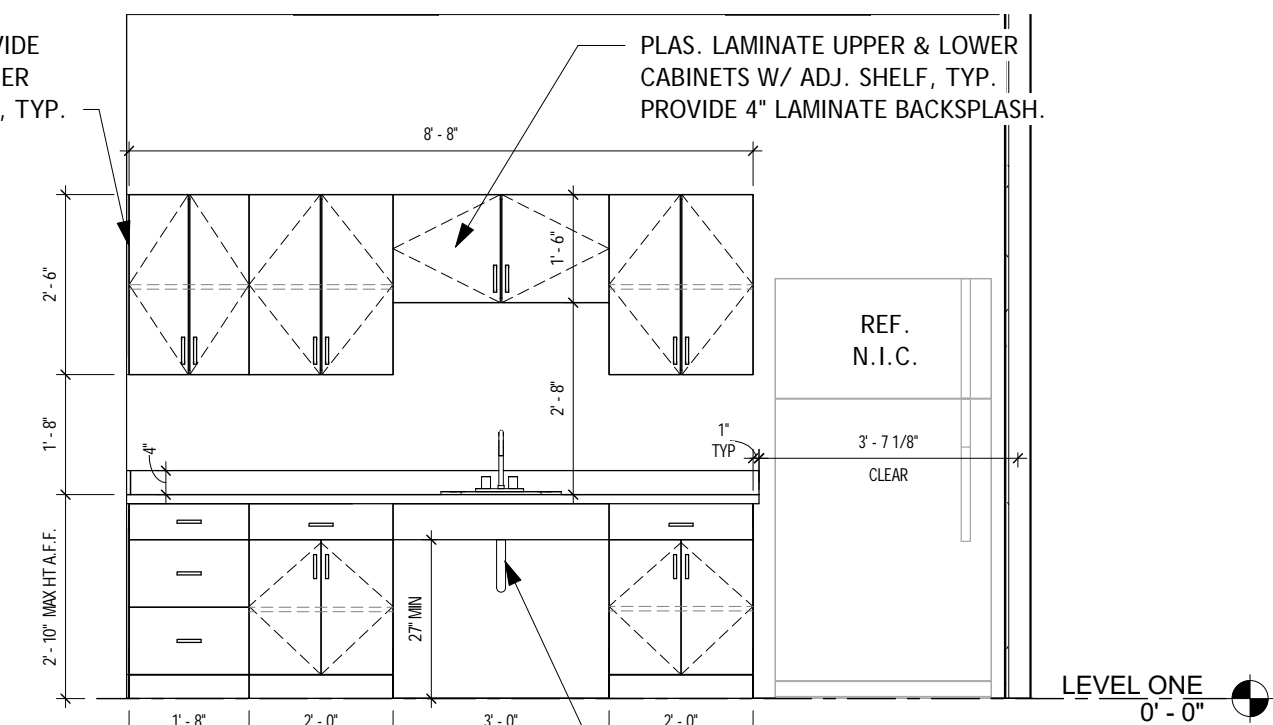 VIDE
ER
, TYP.
PLAS. LAMINATE UPPER & LOWER
CABINETS W/ ADJ. SHELF, TYP.
PROVIDE 4" LAMINATE BACKSPLASH.
8' - 8"
2' - 6"
1' - 6"
REF.
N.I.C.
1' - 8"
4"
2' - 8"
1"
TYP
3' - 7 1/8"
CLEAR
2' - 10" MAX HT A.F.F.
27" MIN
LEVEL ONE
0' - 0"
1' - 8"
2' - 0"
3' - 0"
2' - 0"